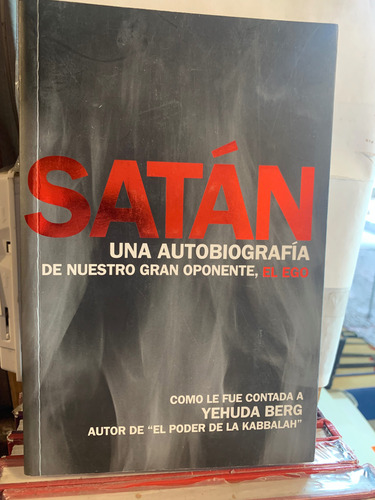 SATÁN
UNA AUTOBIOGRAFÍA
DE NUESTRO GRAN OPONENTE, EL EGO
COMO LE FUE CONTADA A
YEHUDA BERG
AUTOR DE "EL PODER DE LA KABBALAH"